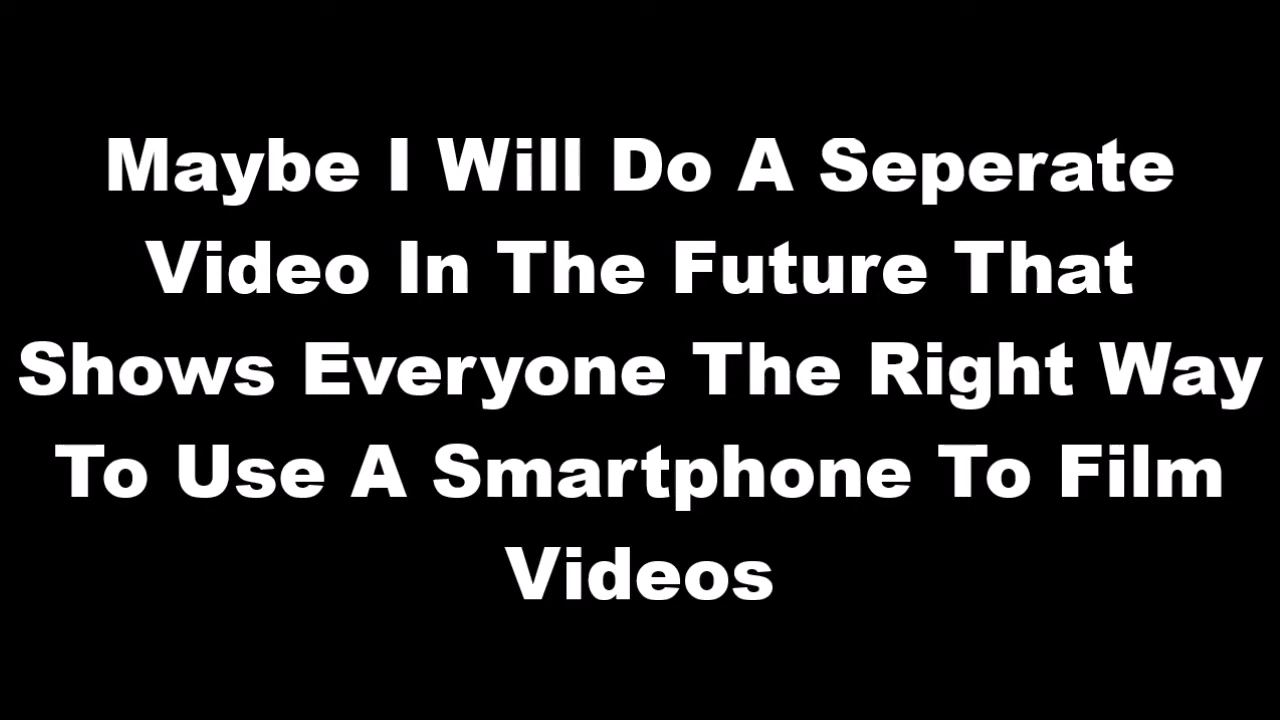 Maybe I Will Do A Seperate
Video In The Future That
Shows Everyone The Right Way
To Use A Smartphone To Film
Videos